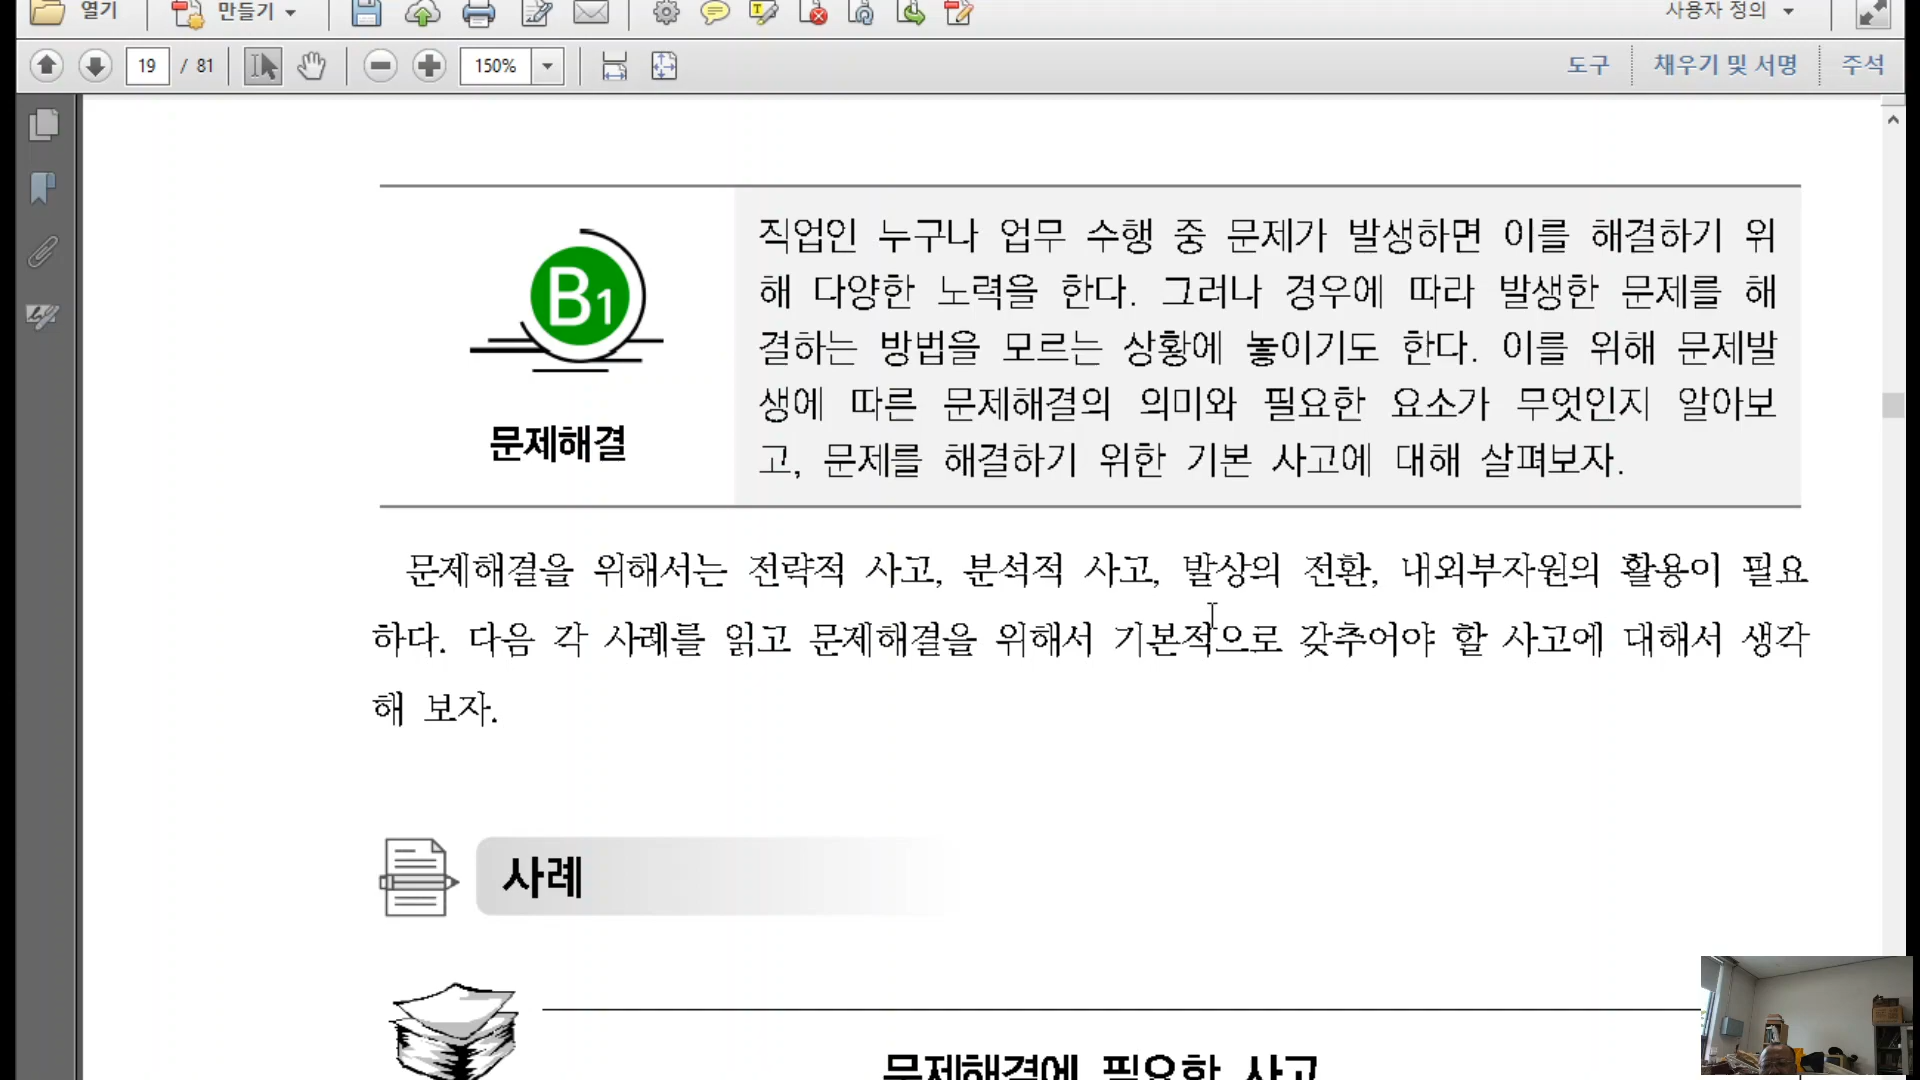 열기 만들기 사용자 정의
19 / 81 150% 도구 채우기 및 서명 주석
B1
문제해결
직업인 누구나 업무 수행 중 문제가 발생하면 이를 해결하기 위
해 다양한 노력을 한다. 그러나 경우에 따라 발생한 문제를 해
결하는 방법을 모르는 상황에 놓이기도 한다. 이를 위해 문제발
생에 따른 문제해결의 의미와 필요한 요소가 무엇인지 알아보
고, 문제를 해결하기 위한 기본 사고에 대해 살펴보자.
문제해결을 위해서는 전략적 사고, 분석적 사고, 발상의 전환, 내외부자원의 활용이 필요
하다. 다음 각 사례를 읽고 문제해결을 위해서 기본적으로 갖추어야 할 사고에 대해서 생각
해 보자.
사례
문제해결에 필요한 사고